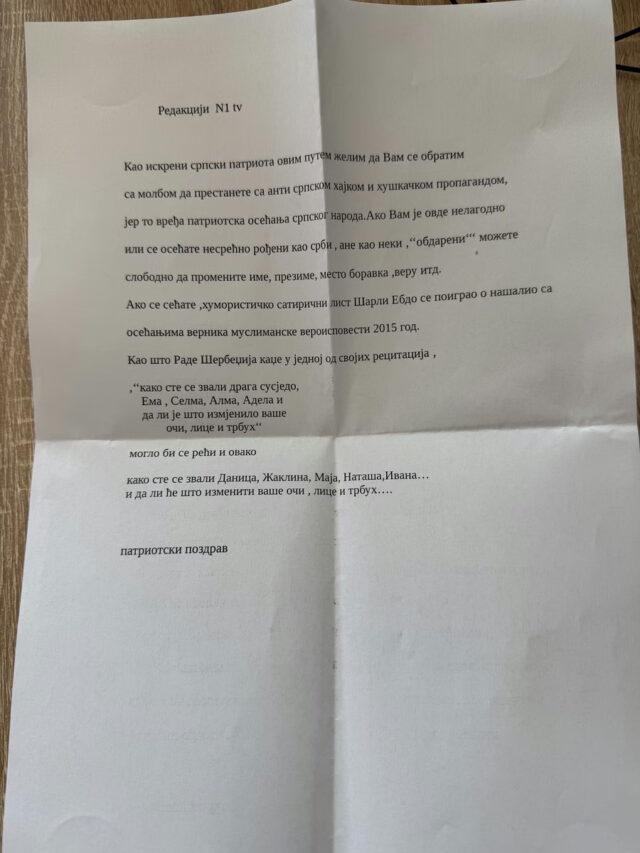 Редакцији N1 tv
Као искрени српски патриота овим путем желим да Вам се обратим
са молбом да престанете са анти српском хајком и хушкачком пропагандом,
јер то вређа патриотска осећања српског народа.Ако Вам је овде нелагодно
или се осећате несрећно рођени као срби , ане као неки ,‘‘обдарени‘‘‘ можете
слободно да промените име, презиме, место боравка ,веру итд.
Ако се сећате ,хумористичко сатирични лист Шарли Ебдо се поиграо о нашалио са
осећањима верника муслиманске вероисповести 2015 год.
Као што Раде Шербеџија каџе у једној од својих рецитација ,
,‘‘како сте се звали драга сусједо,
Ема , Селма, Алма, Адела и
да ли је што измјенило ваше
очи, лице и трбух‘‘
могло би се рећи и овако
како сте се звали Даница, Жаклина, Маја, Наташа,Ивана…
и да ли ће што изменити ваше очи , лице и трбух….
патриотски поздрав